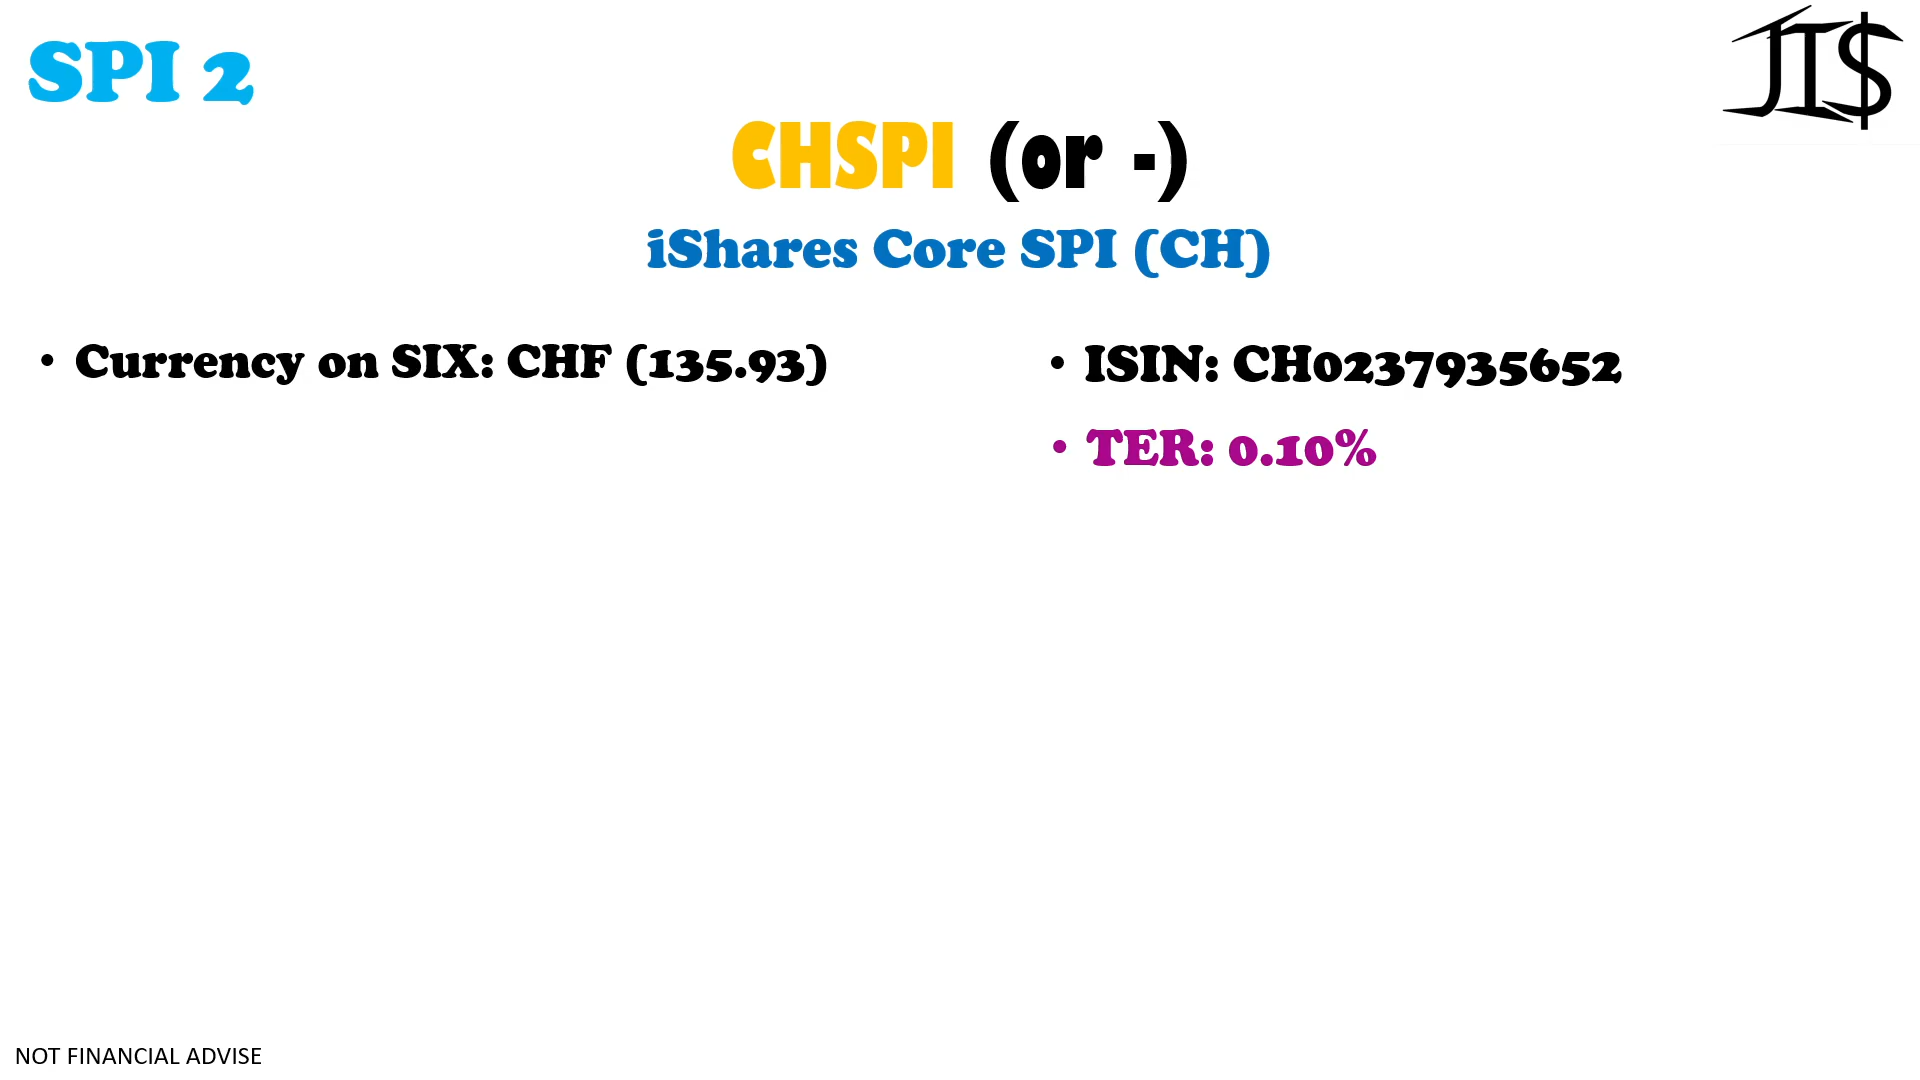 SPI 2
JI$
CHSPI (or -)
iShares Core SPI (CH)
• Currency on SIX: CHF (135.93)
• ISIN: CH0237935652
• TER: 0.10%
NOT FINANCIAL ADVISE